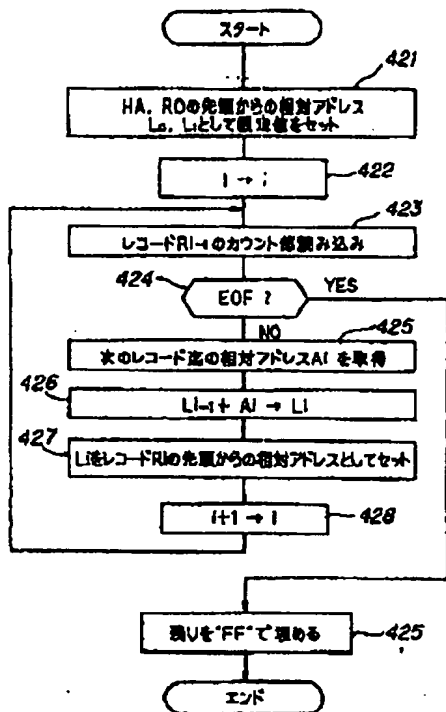 スタート
421
HA, R0の先頭からの相対アドレス
L0, L1として規定値をセット
1 → i
422
423
レコードRi-1のカウント部読み込み
424
EOF ?
YES
NO
425
次のレコード迄の相対アドレスAi を取得
426
Li-1 + Ai → Li
427
LiをレコードRiの先頭からの相対アドレスとしてセット
i+1 → i
428
残りを"FF"で埋める
425
エンド